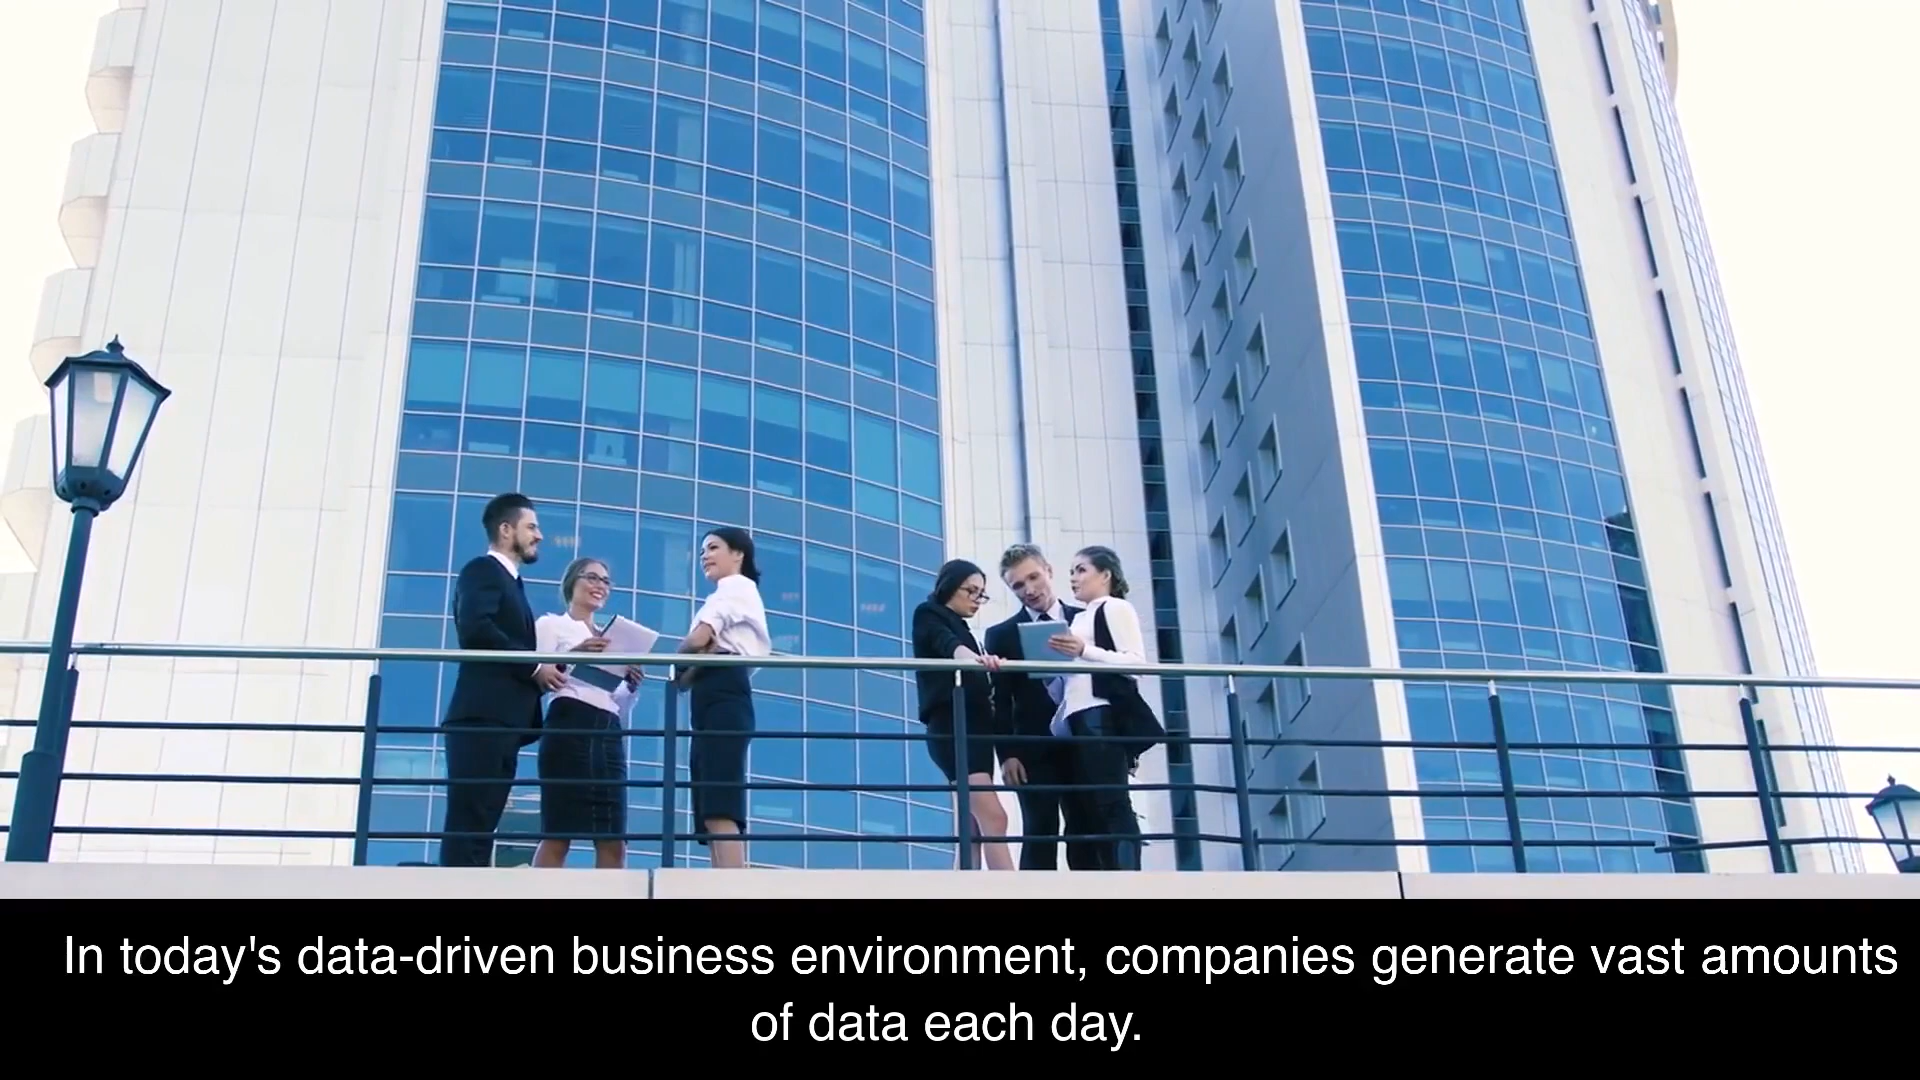 In today's data-driven business environment, companies generate vast amounts
of data each day.